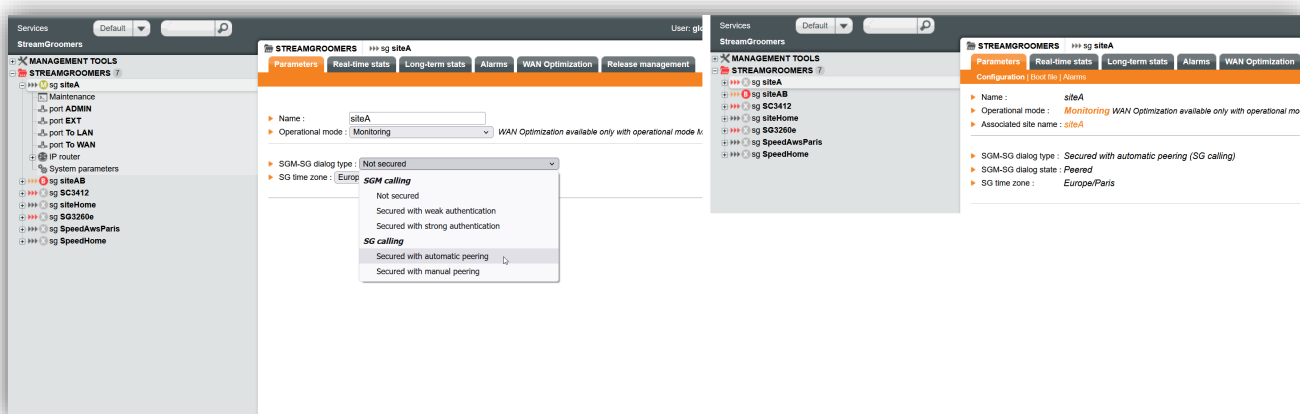 Services Default User: glo
StreamGroomers
MANAGEMENT TOOLS
STREAMGROOMERS 7
sg siteA
Maintenance
port ADMIN
port EXT
port To LAN
port To WAN
IP router
System parameters
B sg siteAB
X sg SC3412
X sg siteHome
X sg SG3260e
X sg SpeedAwsParis
X sg SpeedHome
STREAMGROOMERS sg siteA
Parameters Real-time stats Long-term stats Alarms WAN Optimization Release management
Name : siteA
Operational mode : Monitoring WAN Optimization available only with operational mode M
SGM-SG dialog type : Not secured
SG time zone : Europ
SGM calling
Not secured
Secured with weak authentication
Secured with strong authentication
SG calling
Secured with automatic peering
Secured with manual peering
Services Default
StreamGroomers
MANAGEMENT TOOLS
STREAMGROOMERS 7
X sg siteA
B sg siteAB
X sg SC3412
X sg siteHome
X sg SG3260e
X sg SpeedAwsParis
X sg SpeedHome
STREAMGROOMERS sg siteA
Parameters Real-time stats Long-term stats Alarms WAN Optimization
Configuration | Boot file | Alarms
Name : siteA
Operational mode : Monitoring WAN Optimization available only with operational mo
Associated site name : siteA
SGM-SG dialog type : Secured with automatic peering (SG calling)
SGM-SG dialog state : Peered
SG time zone : Europe/Paris